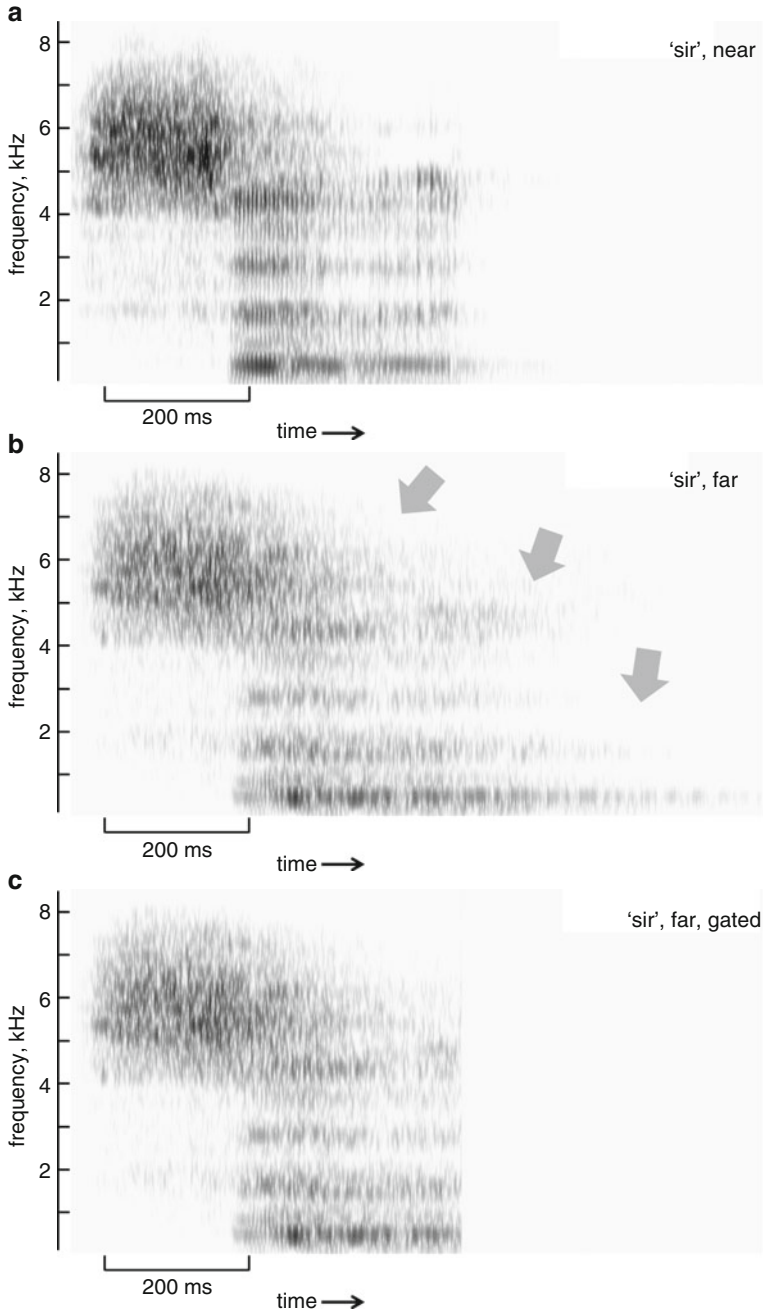 a
8
'sir', near
6
4
2
frequency, kHz
200 ms
time
b
8
'sir', far
6
4
2
frequency, kHz
200 ms
time
c
8
'sir', far, gated
6
4
2
frequency, kHz
200 ms
time